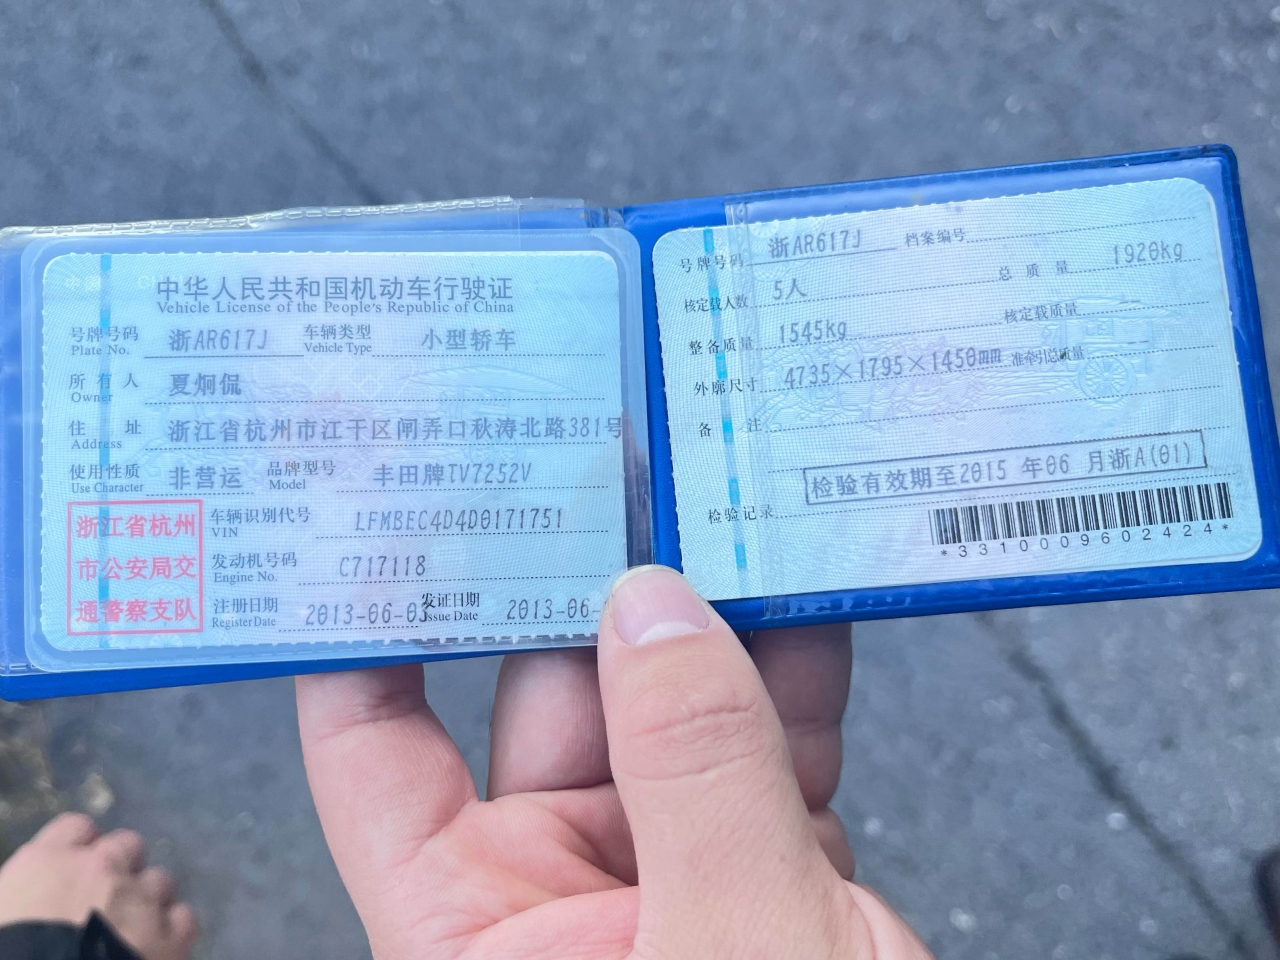 中华人民共和国机动车行驶证
Vehicle License of the People's Republic of China
号牌号码 浙AR617J 车辆类型 小型轿车
Plate No. Vehicle Type
所有人 夏炯侃
Owner
住址 浙江省杭州市江干区闸弄口秋涛北路381号
Address
使用性质 非营运 品牌型号 丰田牌TV7252V
Use Character Model
浙江省杭州
市公安局交
通警察支队
车辆识别代号 LFMBEC4D4D0171751
VIN
发动机号码 C717118
Engine No.
注册日期 2013-06-03 发证日期 2013-06-
Register Date Issue Date
号牌号码 浙AR617J 档案编号
核定载人数 5人 总质量 1920kg
整备质量 1545kg 核定载质量
外廓尺寸 4735×1795×1450mm 准牵引总质量
备注
检验有效期至2015 年06 月浙A(01)
检验记录
*3310009602424*